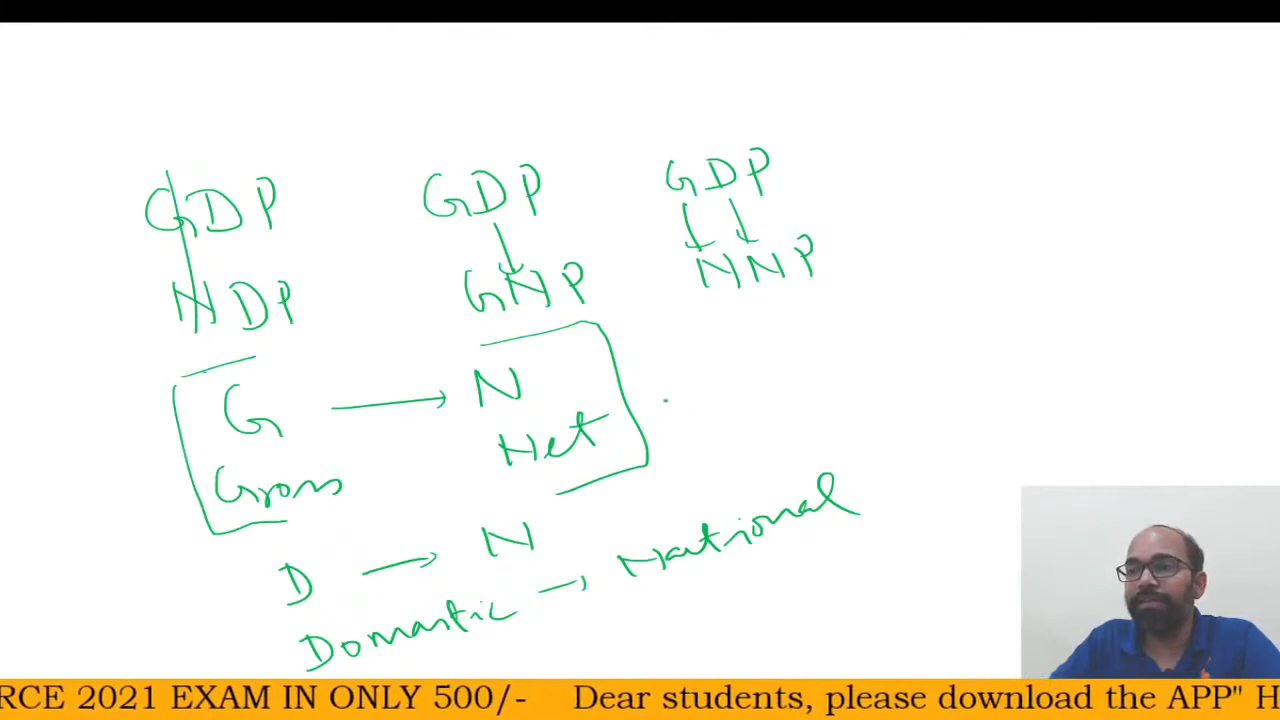 GDP GDP GDP
NDP GNP NNP
G → N
Gross Net
D → N
Domastic → National
RCE 2021 EXAM IN ONLY 500/- Dear students, please download the APP" H